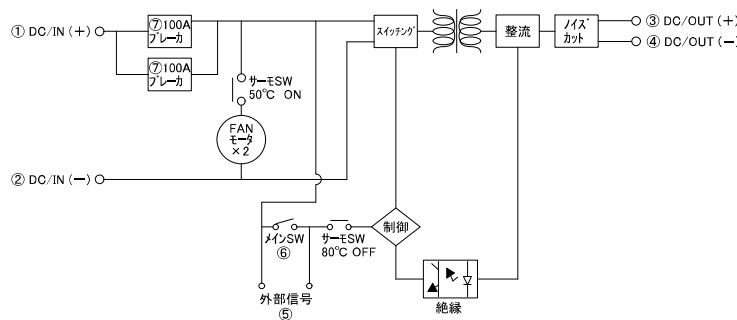 ① DC/IN (+)
⑦100A
ブレーカ
⑦100A
ブレーカ
サーモSW
50℃ ON
FAN
モータ
×2
② DC/IN (−)
スイッチング
整流
ノイズ
カット
③ DC/OUT (+)
④ DC/OUT (−)
メインSW
⑥
サーモSW
80℃ OFF
制御
外部信号
⑤
絶縁